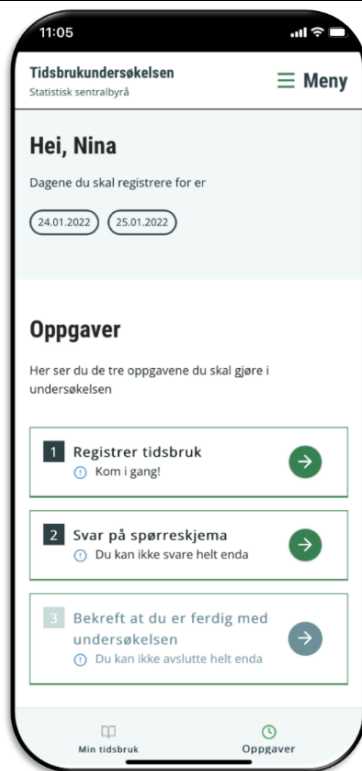 11:05
Tidsbrukundersøkelsen
Meny
Statistisk sentralbyrå
Hei, Nina
Dagene du skal registrere for er
24.01.2022 25.01.2022
Oppgaver
Her ser du de tre oppgavene du skal gjøre i
undersøkelsen
1 Registrer tidsbruk
Kom i gang!
2 Svar på spørreskjema
Du kan ikke svare helt enda
3 Bekreft at du er ferdig med
undersøkelsen
Du kan ikke avslutte helt enda
Min tidsbruk Oppgaver